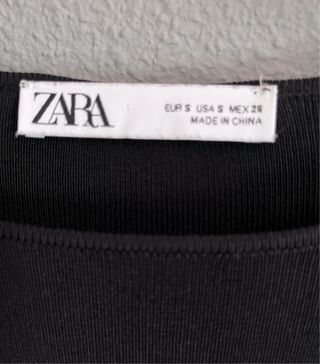 ZARA
EUR S USA S MEX 26
MADE IN CHINA